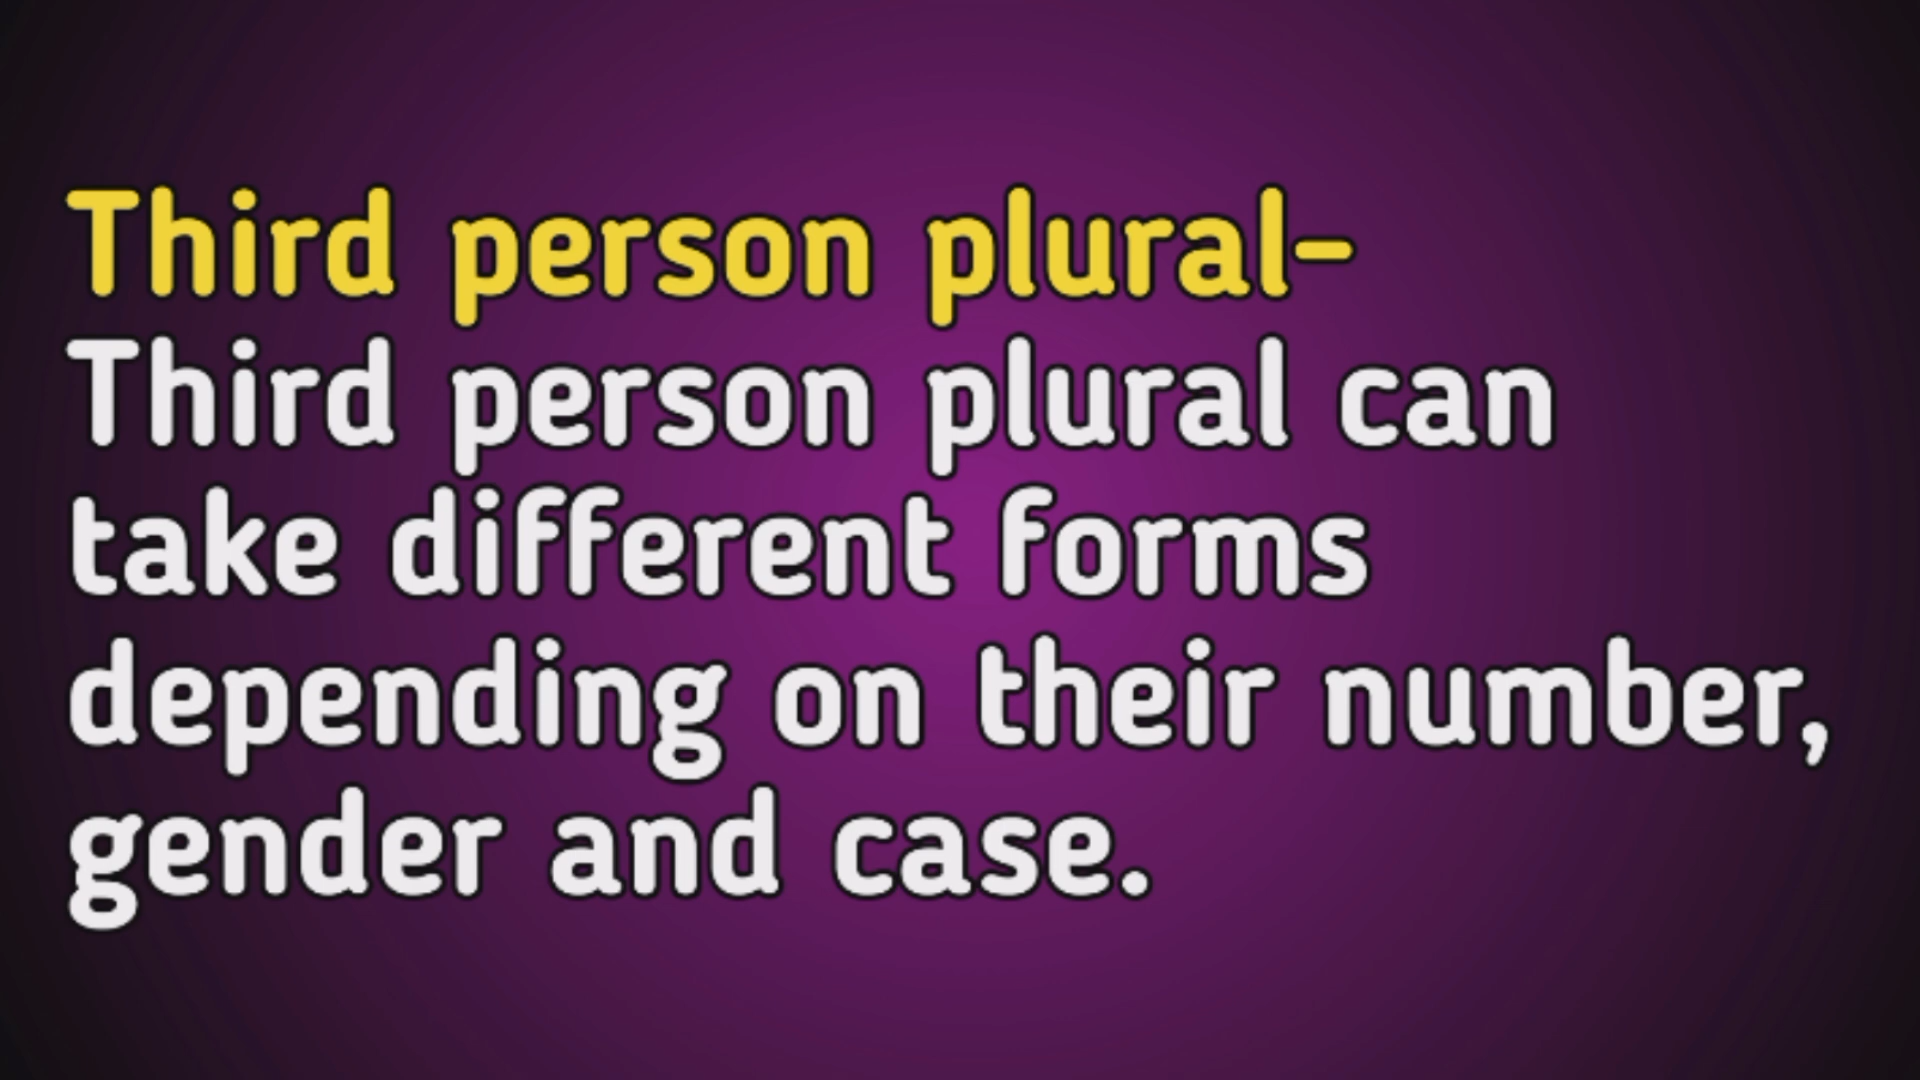 Third person plural-
Third person plural can
take different forms
depending on their number,
gender and case.